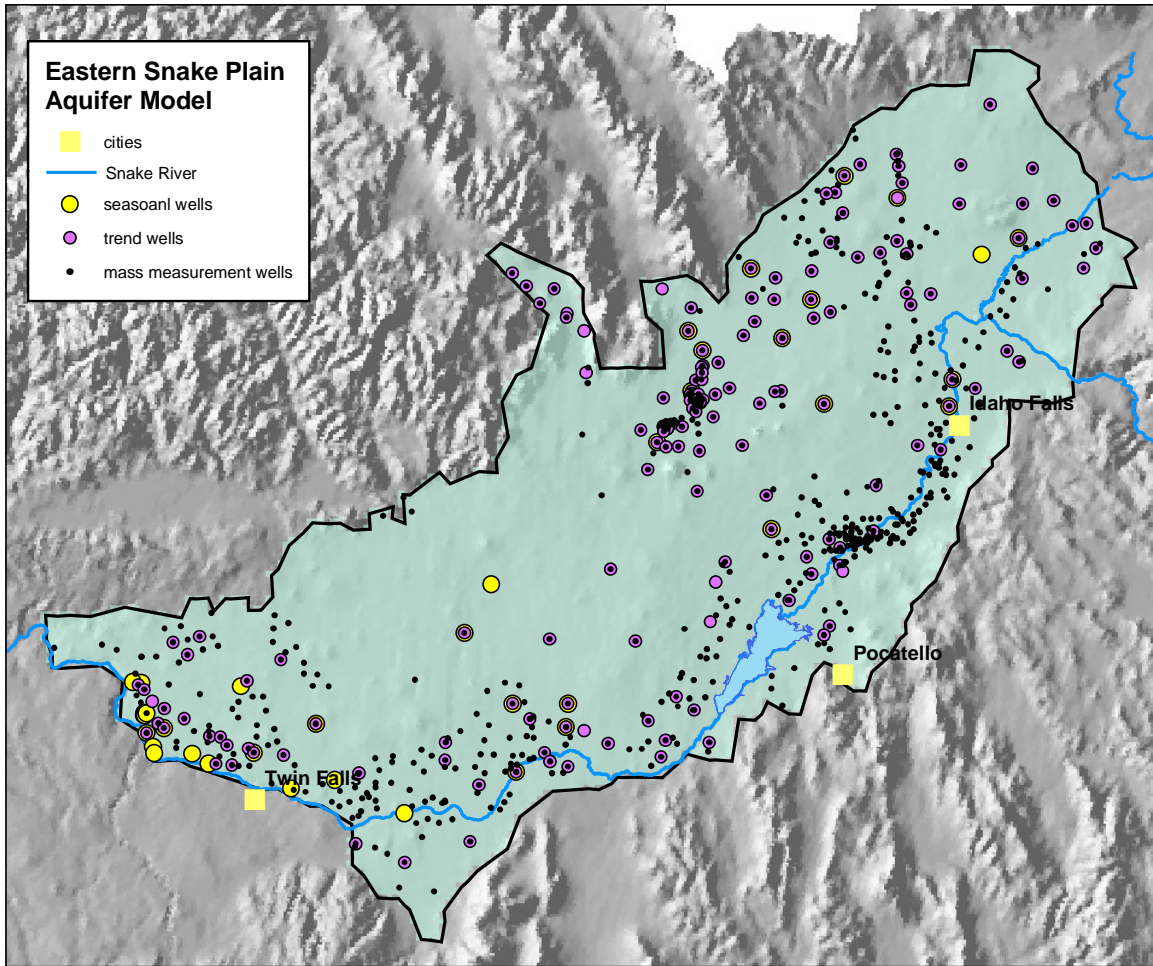 Eastern Snake Plain
Aquifer Model
cities
Snake River
seasoanl wells
trend wells
mass measurement wells
Idaho Falls
Pocatello
Twin Falls